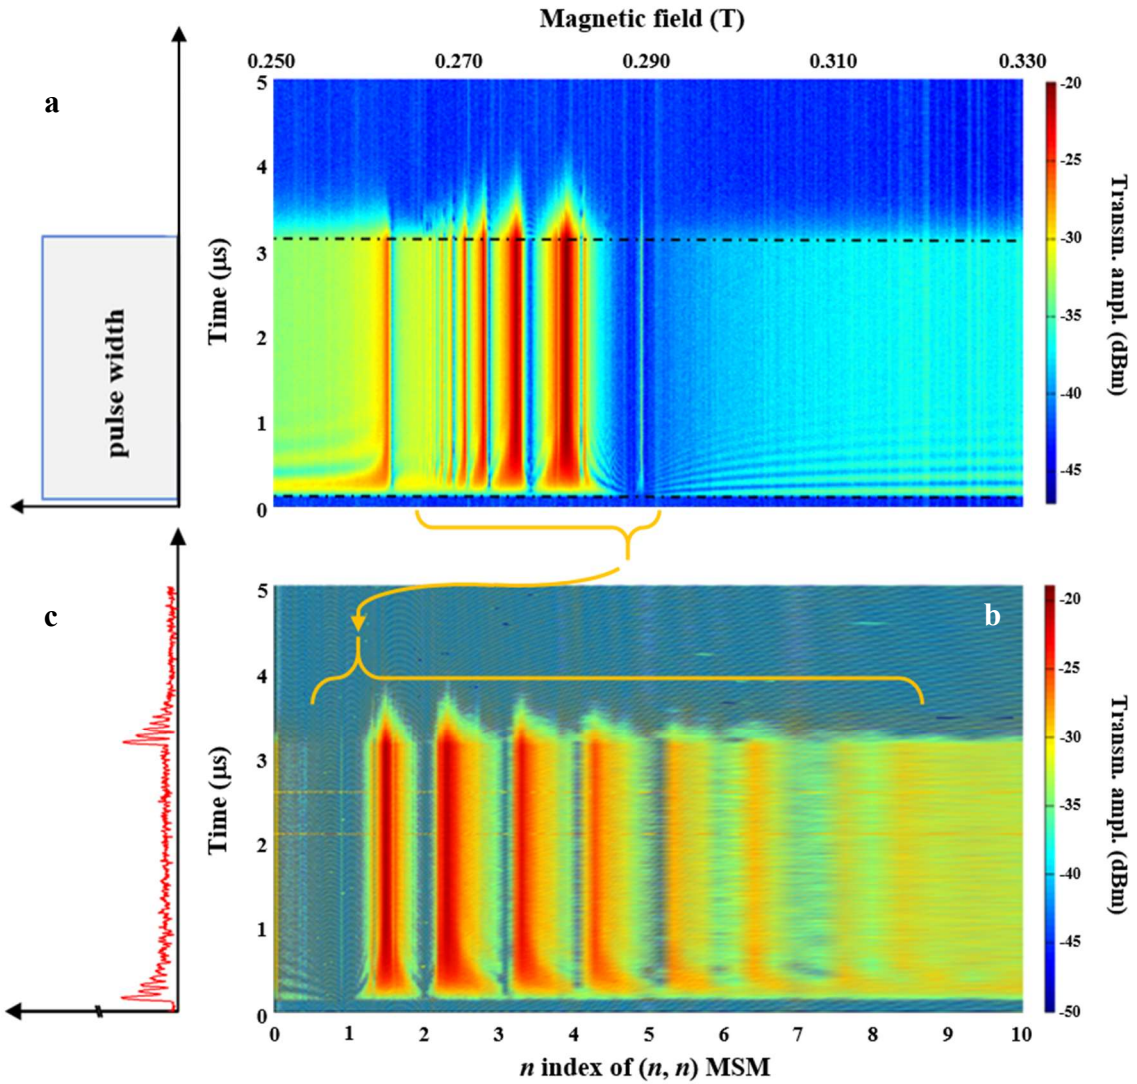 Magnetic field (T)
0.250 0.270 0.290 0.310 0.330
a
5
4
3
2
1
0
Time (μs)
pulse width
-20
-25
-30
-35
-40
-45
Transm. ampl. (dBm)
c
b
5
4
3
2
1
0
Time (μs)
-20
-25
-30
-35
-40
-45
-50
Transm. ampl. (dBm)
0 1 2 3 4 5 6 7 8 9 10
n index of (n, n) MSM